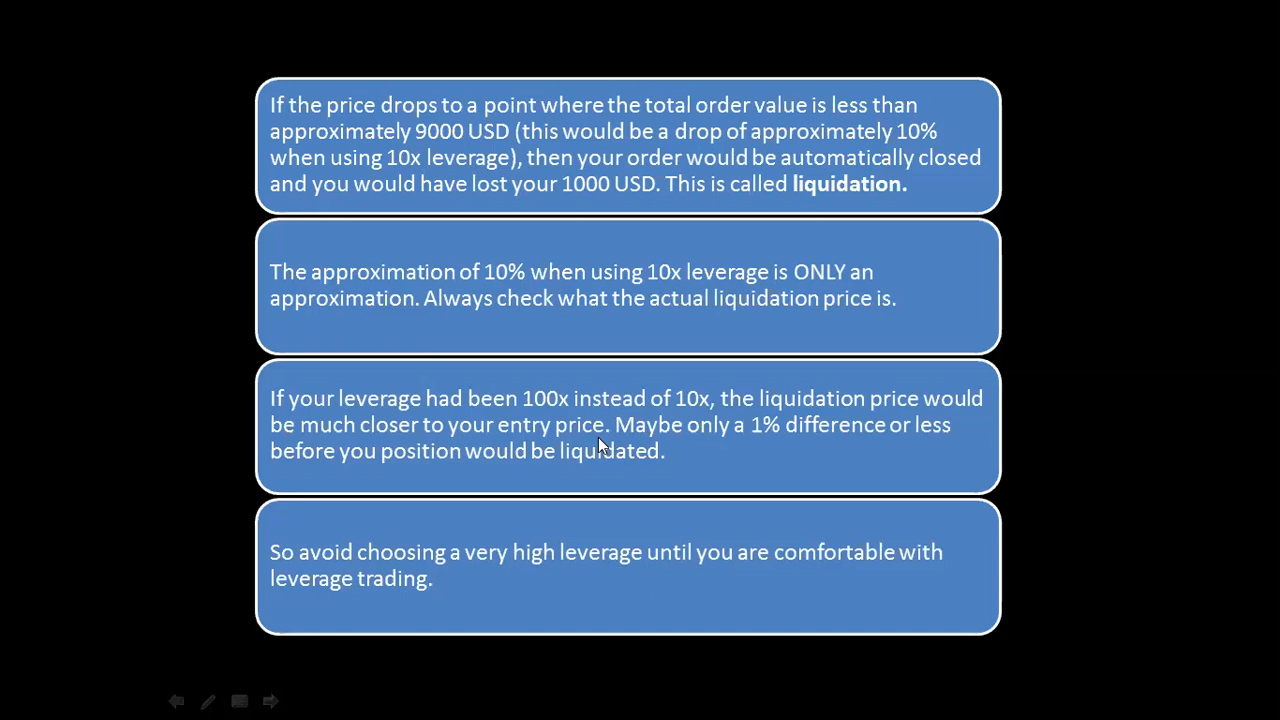 If the price drops to a point where the total order value is less than
approximately 9000 USD (this would be a drop of approximately 10%
when using 10x leverage), then your order would be automatically closed
and you would have lost your 1000 USD. This is called liquidation.
The approximation of 10% when using 10x leverage is ONLY an
approximation. Always check what the actual liquidation price is.
If your leverage had been 100x instead of 10x, the liquidation price would
be much closer to your entry price. Maybe only a 1% difference or less
before you position would be liquidated.
So avoid choosing a very high leverage until you are comfortable with
leverage trading.